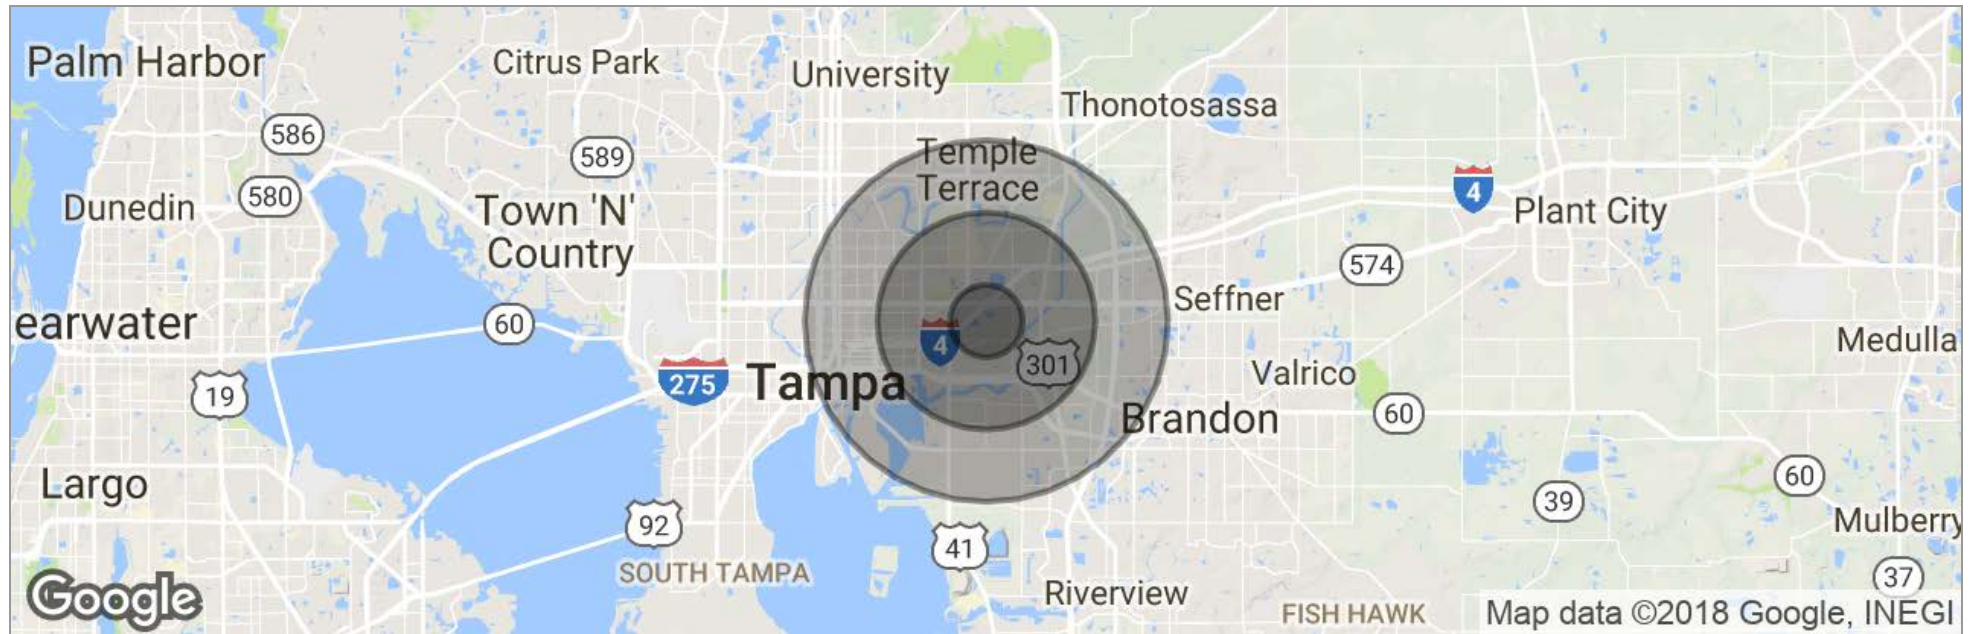 Palm Harbor
Citrus Park
University
Thonotosassa
586
589
Temple
Terrace
580
Dunedin
Town 'N'
Country
4
Plant City
574
Seffner
earwater
60
4
301
Medulla
19
275
Tampa
Valrico
60
Brandon
Largo
60
39
92
41
Mulberry
SOUTH TAMPA
37
Riverview
FISH HAWK
Google
Map data ©2018 Google, INEGI